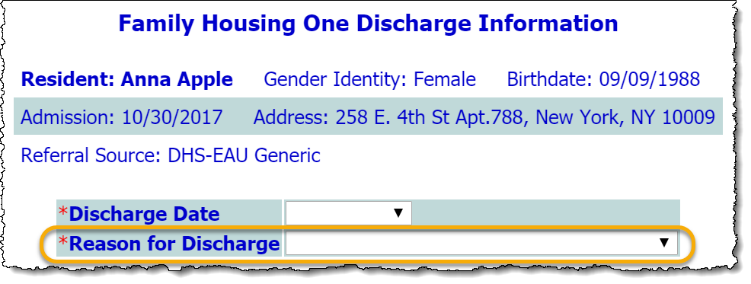 Family Housing One Discharge Information
Resident: Anna Apple Gender Identity: Female Birthdate: 09/09/1988
Admission: 10/30/2017 Address: 258 E. 4th St Apt.788, New York, NY 10009
Referral Source: DHS-EAU Generic
*Discharge Date
*Reason for Discharge